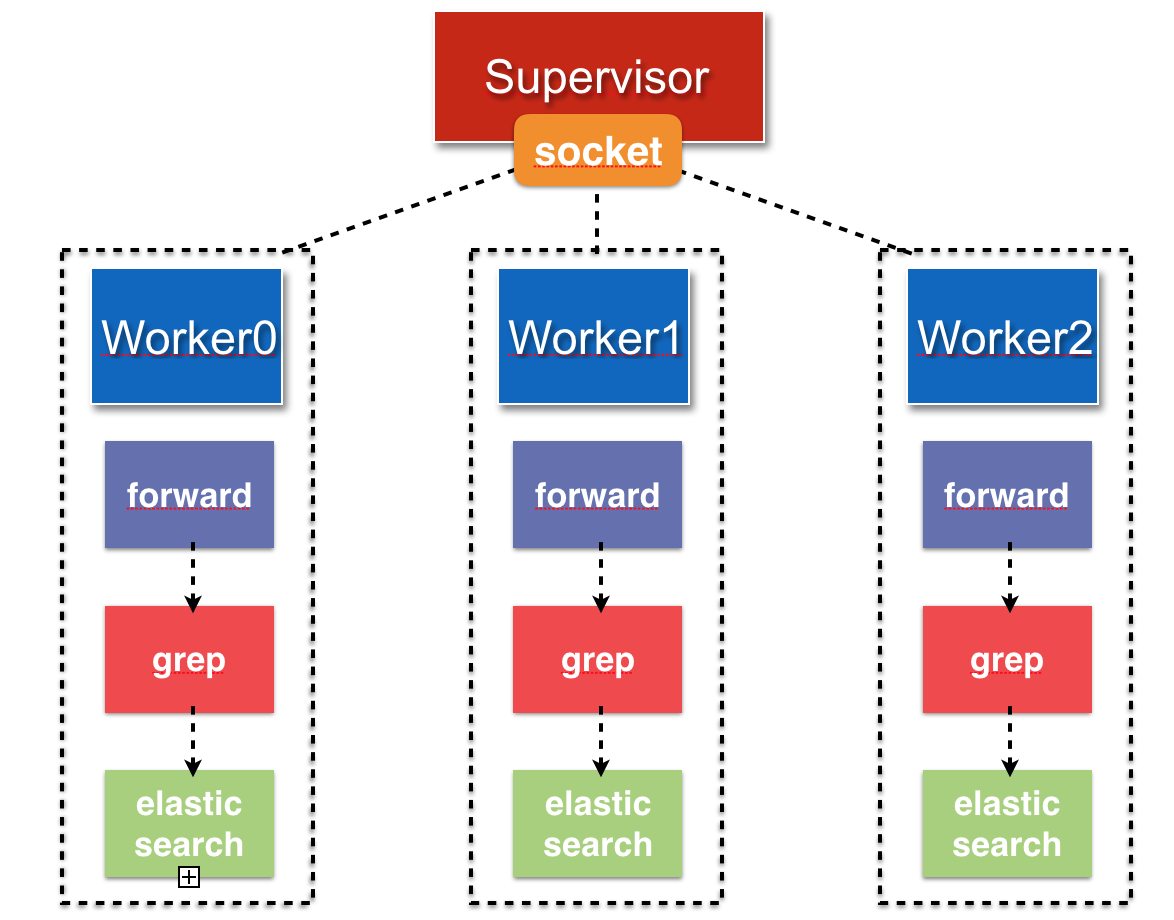 Supervisor
socket
Worker0
Worker1
Worker2
forward
forward
forward
grep
grep
grep
elastic
search
elastic
search
elastic
search